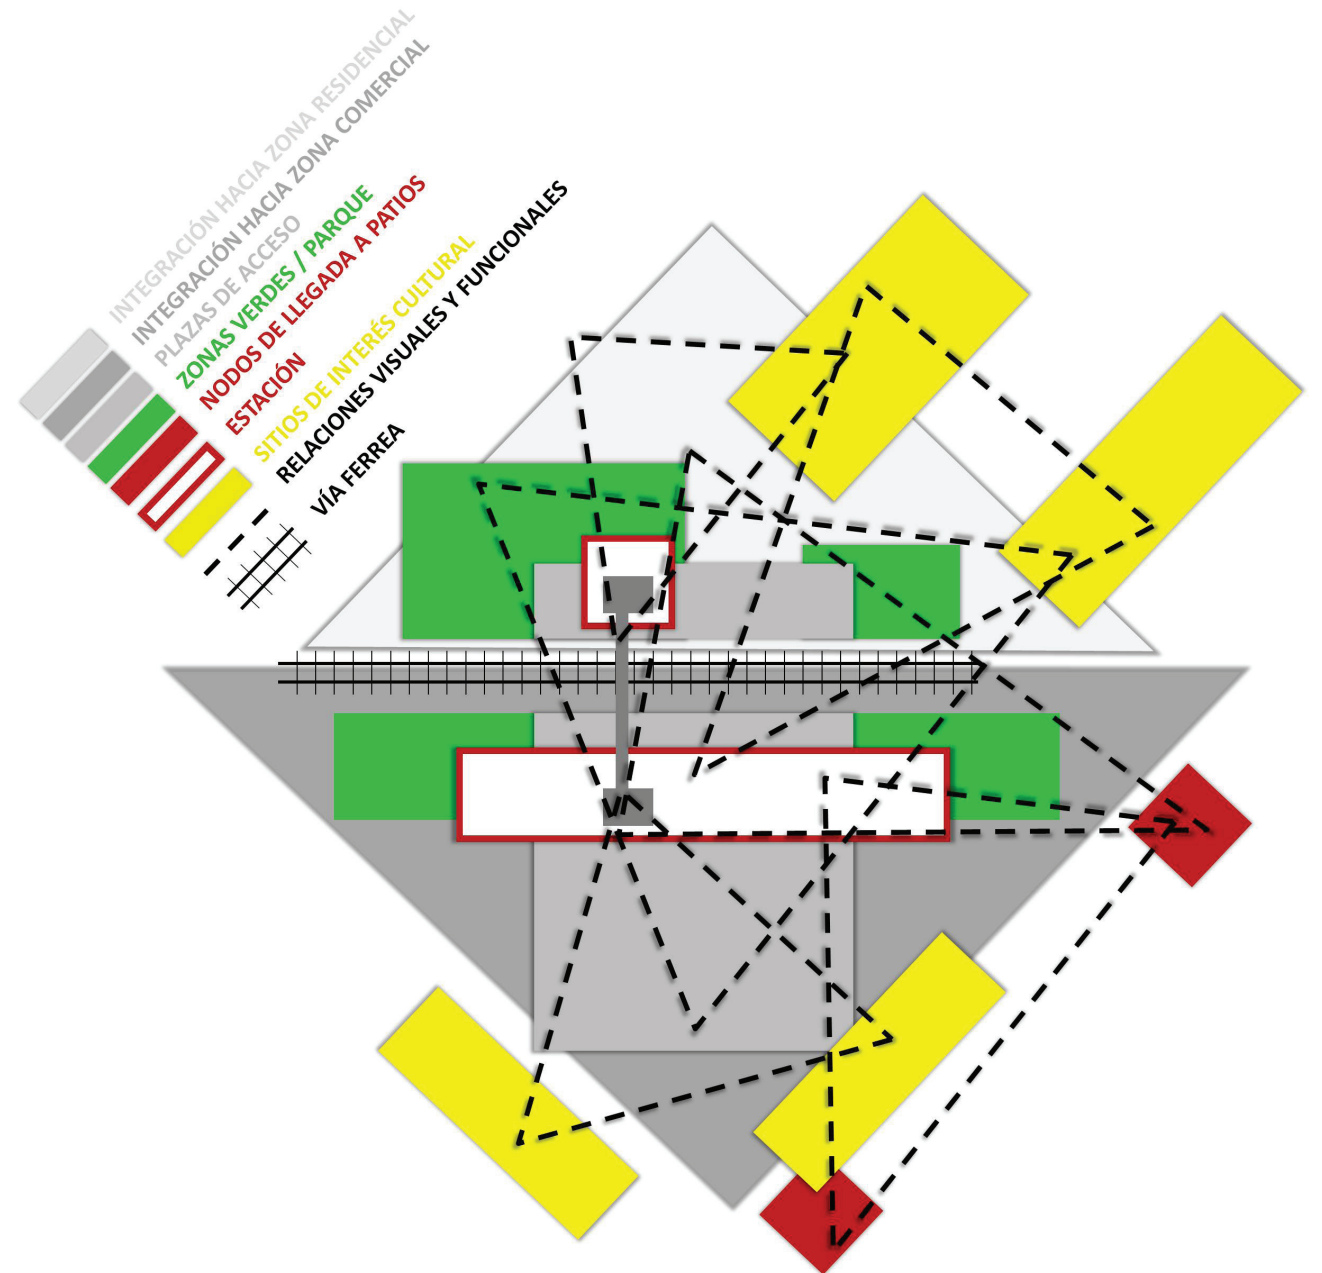 INTEGRACIÓN HACIA ZONA RESIDENCIAL
INTEGRACIÓN HACIA ZONA COMERCIAL
PLAZAS DE ACCESO
ZONAS VERDES / PARQUE
NODOS DE LLEGADA A PATIOS
ESTACIÓN
SITIOS DE INTERÉS CULTURAL
RELACIONES VISUALES Y FUNCIONALES
VÍA FERREA